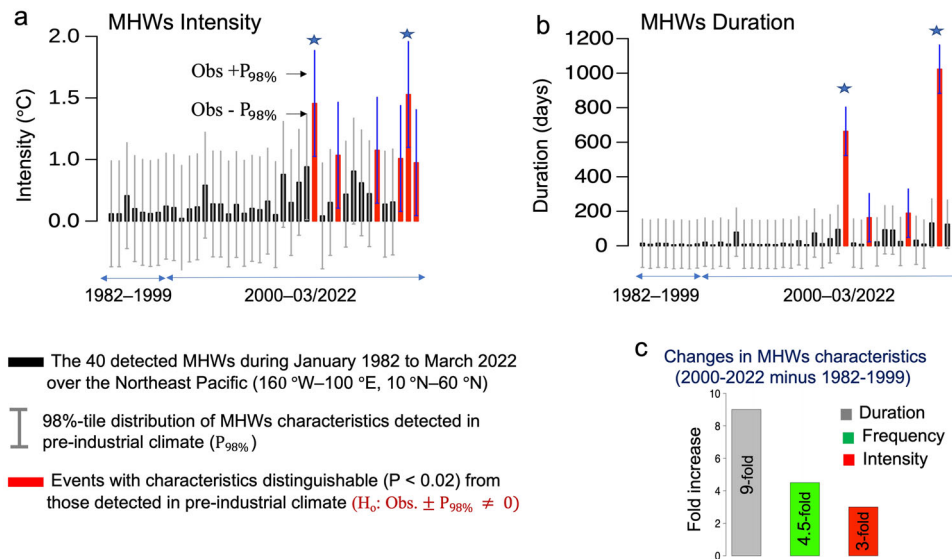 a
MHWs Intensity
Intensity (°C)
2.0
1.5
1.0
0.0
Obs +P98%
Obs - P98%
1982–1999
2000–03/2022
b
MHWs Duration
Duration (days)
1200
1000
800
600
400
200
0
1982–1999
2000–03/2022
The 40 detected MHWs during January 1982 to March 2022
over the Northeast Pacific (160 °W–100 °E, 10 °N–60 °N)
98%-tile distribution of MHWs characteristics detected in
pre-industrial climate (P98%)
Events with characteristics distinguishable (P < 0.02) from
those detected in pre-industrial climate (Ho: Obs. ± P98% ≠ 0)
c
Changes in MHWs characteristics
(2000-2022 minus 1982-1999)
Fold increase
10
8
6
4
2
0
9-fold
4.5-fold
3-fold
Duration
Frequency
Intensity